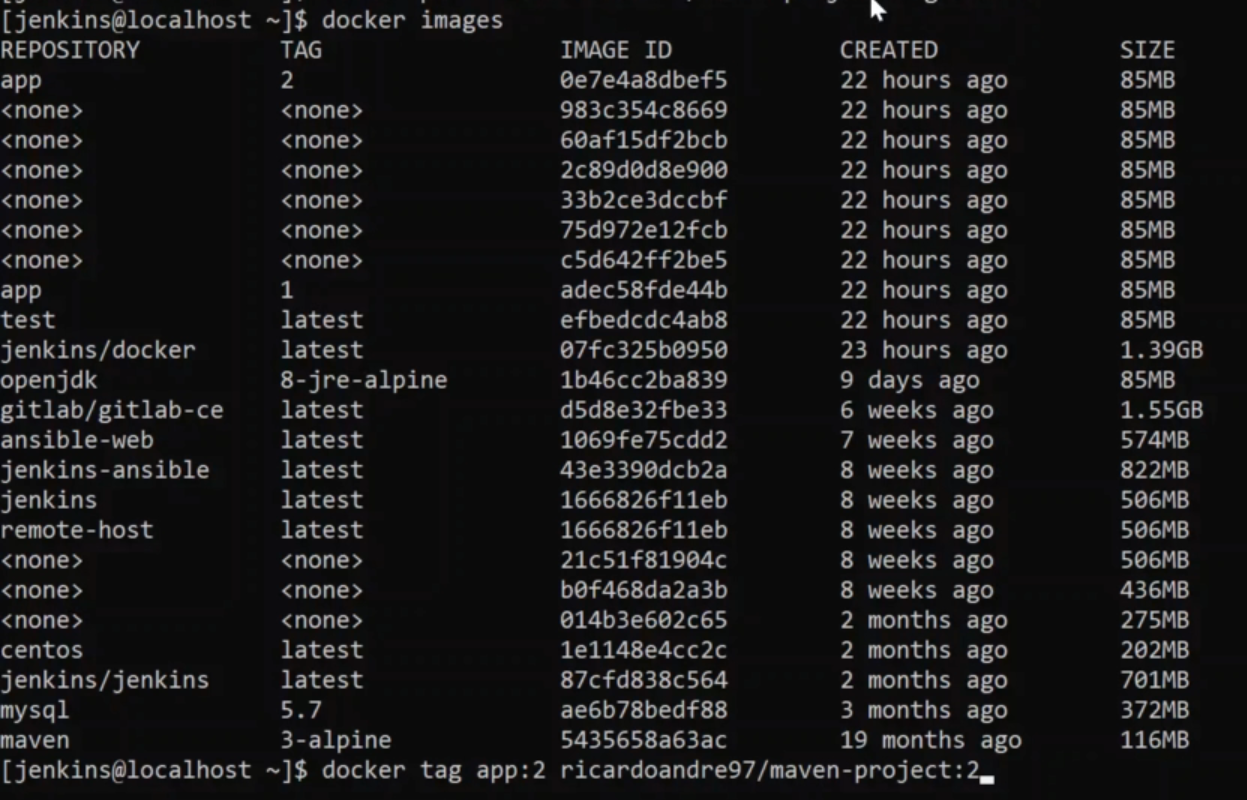 [jenkins@localhost ~]$ docker images
REPOSITORY TAG IMAGE ID CREATED SIZE
app 2 0e7e4a8dbef5 22 hours ago 85MB
<none> <none> 983c354c8669 22 hours ago 85MB
<none> <none> 60af15df2bcb 22 hours ago 85MB
<none> <none> 2c89d0d8e900 22 hours ago 85MB
<none> <none> 33b2ce3dccbf 22 hours ago 85MB
<none> <none> 75d972e12fcb 22 hours ago 85MB
<none> <none> c5d642ff2be5 22 hours ago 85MB
app 1 adec58fde44b 22 hours ago 85MB
test latest efbedcdc4ab8 22 hours ago 85MB
jenkins/docker latest 07fc325b0950 23 hours ago 1.39GB
openjdk 8-jre-alpine 1b46cc2ba839 9 days ago 85MB
gitlab/gitlab-ce latest d5d8e32fbe33 6 weeks ago 1.55GB
ansible-web latest 1069fe75cdd2 7 weeks ago 574MB
jenkins-ansible latest 43e3390dcb2a 8 weeks ago 822MB
jenkins latest 1666826f11eb 8 weeks ago 506MB
remote-host latest 1666826f11eb 8 weeks ago 506MB
<none> <none> 21c51f81904c 8 weeks ago 506MB
<none> <none> b0f468da2a3b 8 weeks ago 436MB
<none> <none> 014b3e602c65 2 months ago 275MB
centos latest 1e1148e4cc2c 2 months ago 202MB
jenkins/jenkins latest 87cfd838c564 2 months ago 701MB
mysql 5.7 ae6b78bedf88 3 months ago 372MB
maven 3-alpine 5435658a63ac 19 months ago 116MB
[jenkins@localhost ~]$ docker tag app:2 ricardoandre97/maven-project:2